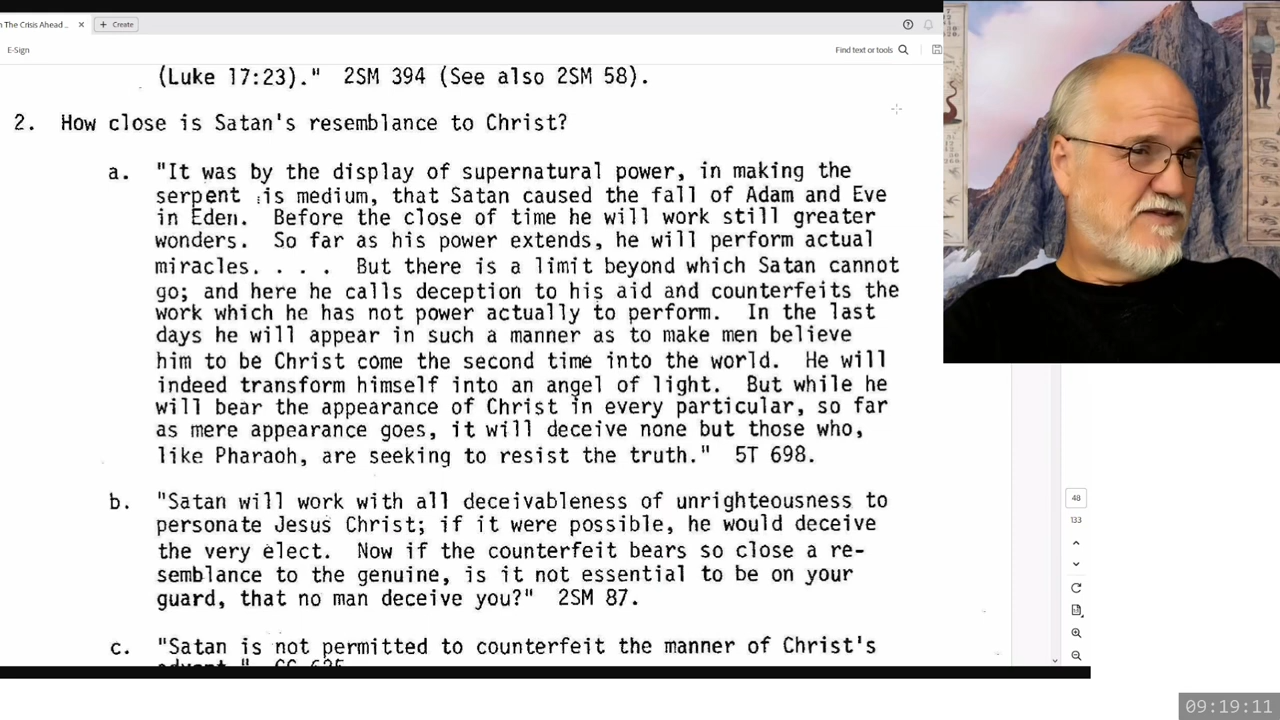 n The Crisis Ahead ..
Create
E-Sign
Find text or tools
(Luke 17:23)." 2SM 394 (See also 2SM 58).
2. How close is Satan's resemblance to Christ?
a. "It was by the display of supernatural power, in making the
serpent is medium, that Satan caused the fall of Adam and Eve
in Eden. Before the close of time he will work still greater
wonders. So far as his power extends, he will perform actual
miracles. . . . But there is a limit beyond which Satan cannot
go; and here he calls deception to his aid and counterfeits the
work which he has not power actually to perform. In the last
days he will appear in such a manner as to make men believe
him to be Christ come the second time into the world. He will
indeed transform himself into an angel of light. But while he
will bear the appearance of Christ in every particular, so far
as mere appearance goes, it will deceive none but those who,
like Pharaoh, are seeking to resist the truth." 5T 698.
b. "Satan will work with all deceivableness of unrighteousness to
personate Jesus Christ; if it were possible, he would deceive
the very elect. Now if the counterfeit bears so close a re-
semblance to the genuine, is it not essential to be on your
guard, that no man deceive you?" 2SM 87.
c. "Satan is not permitted to counterfeit the manner of Christ's
48
133
09:19:11